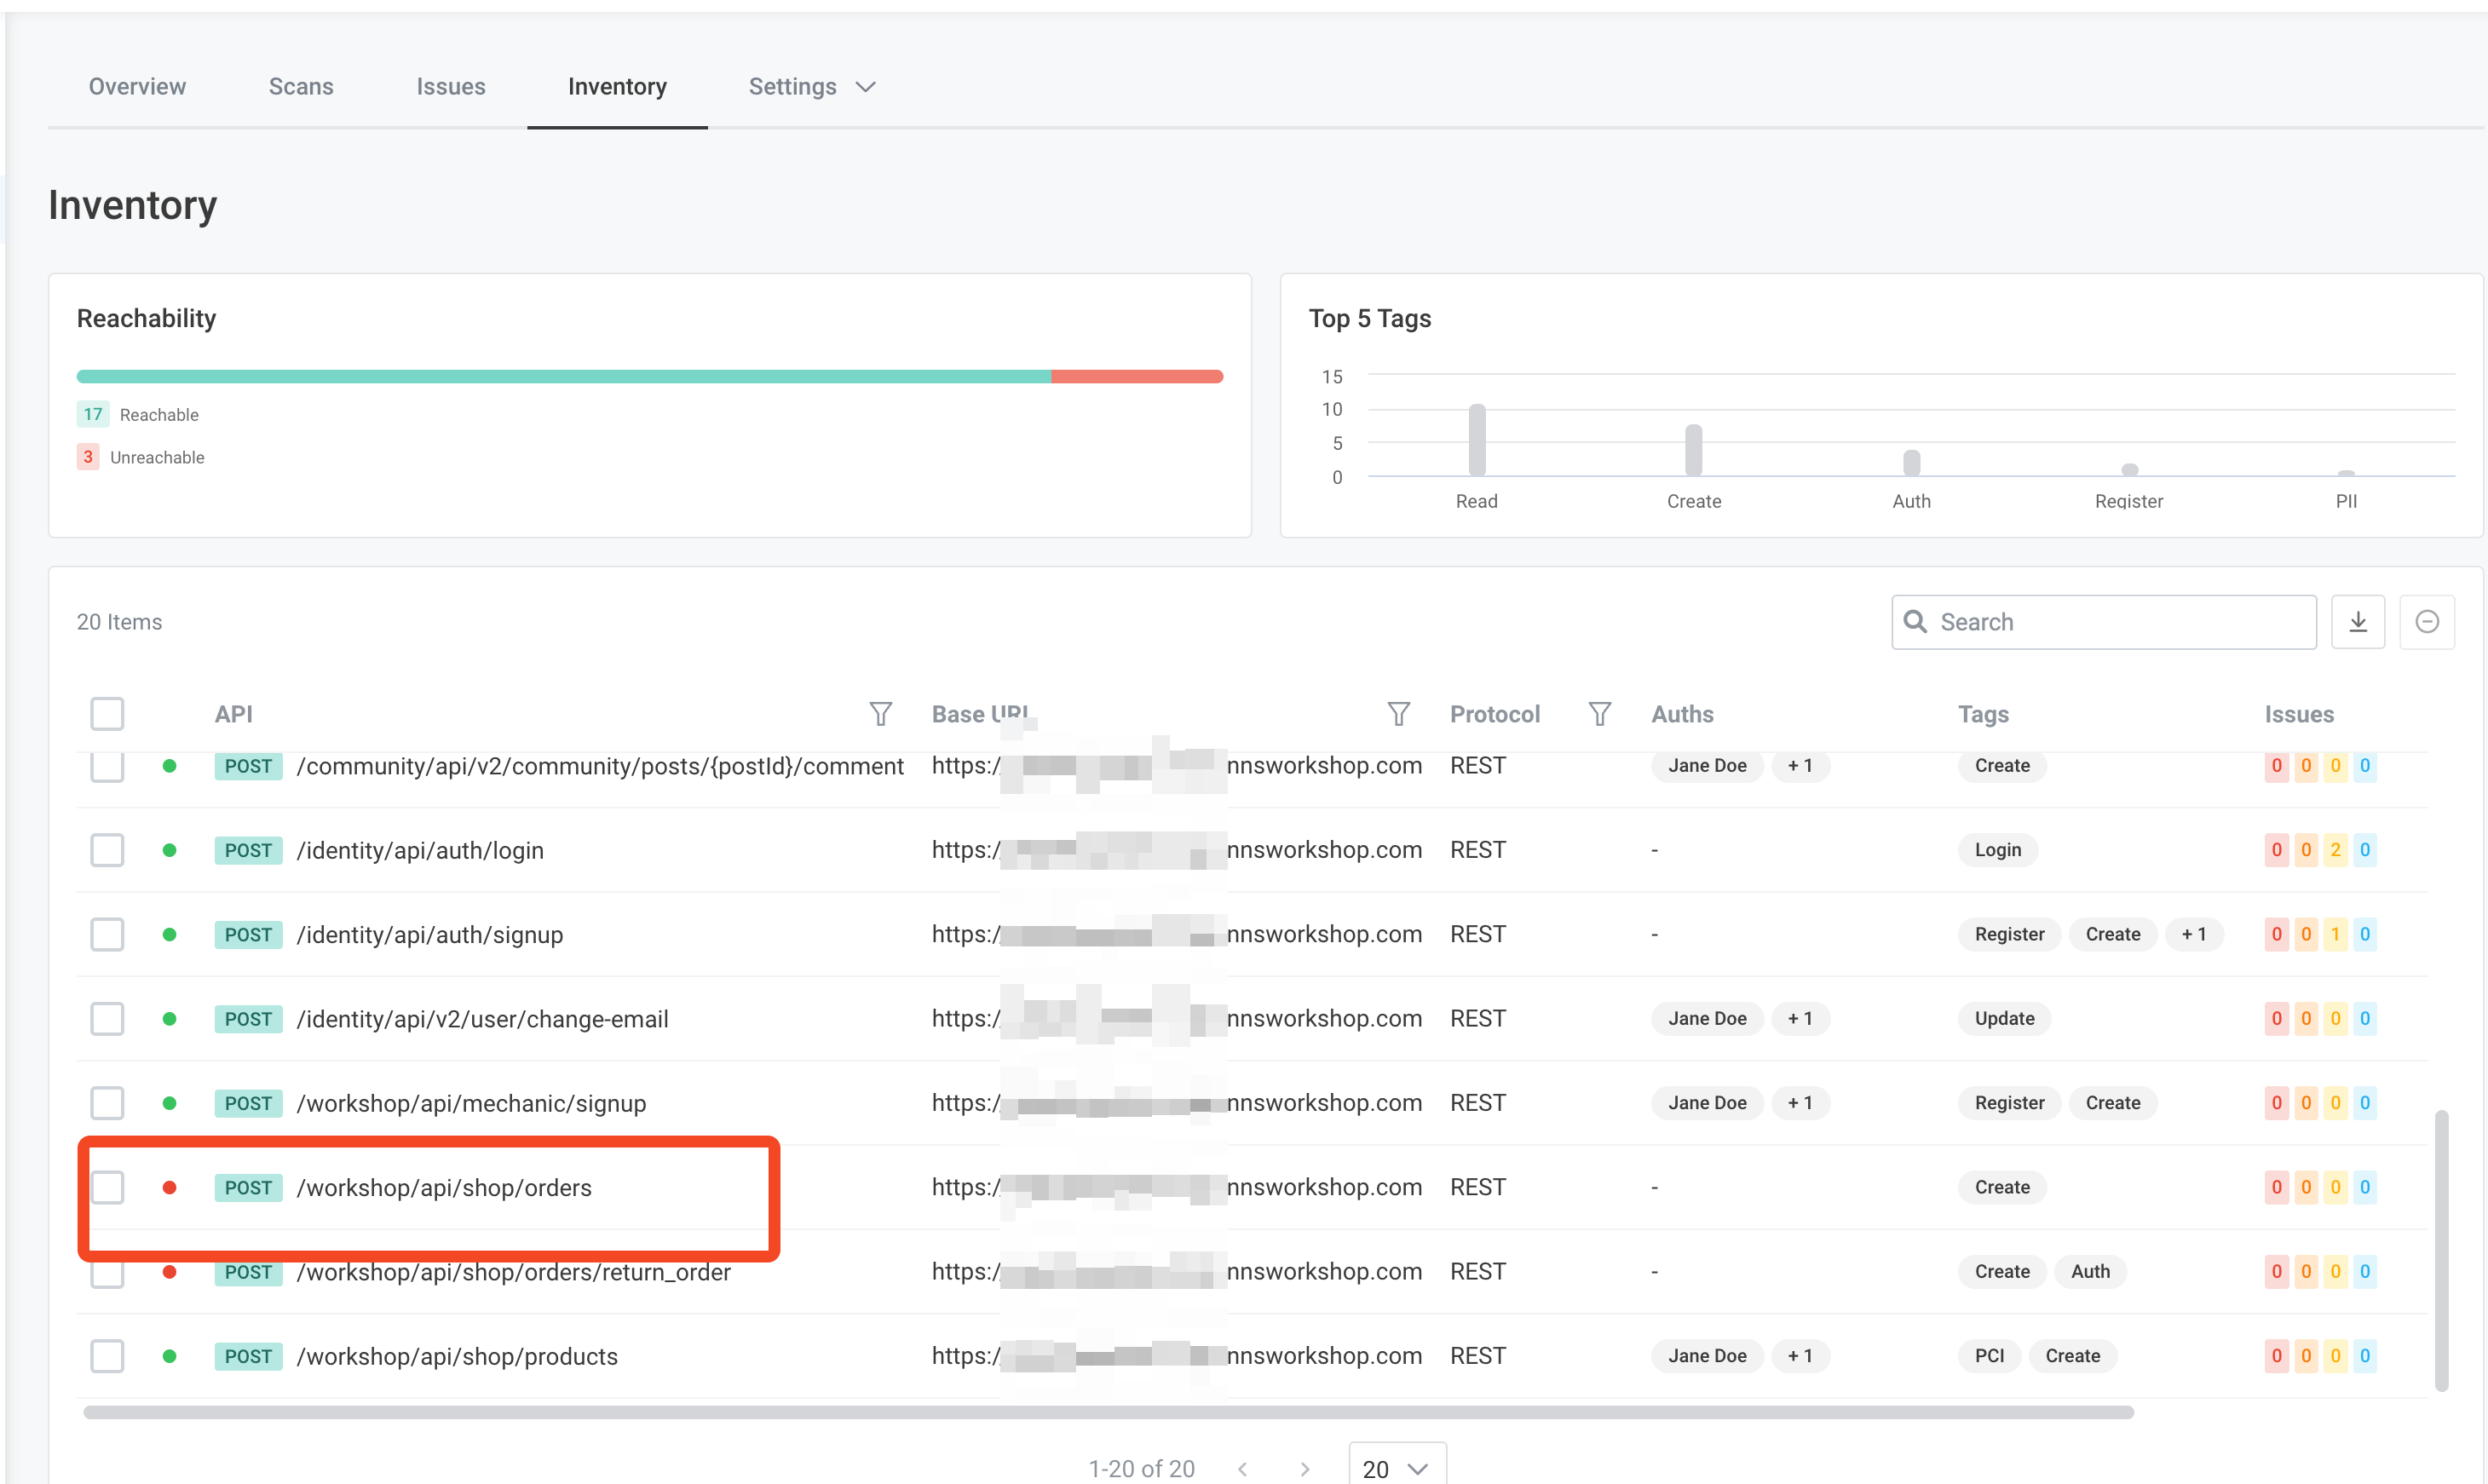 Overview Scans Issues Inventory Settings
Inventory
Reachability
17 Reachable
3 Unreachable
Top 5 Tags
15
10
5
0
Read Create Auth Register PII
20 Items
Search
API Base URL Protocol Auths Tags Issues
POST /community/api/v2/community/posts/{postId}/comment https:/ nnsworkshop.com REST Jane Doe + 1 Create 0 0 0 0
POST /identity/api/auth/login https:/ nnsworkshop.com REST - Login 0 0 2 0
POST /identity/api/auth/signup https:/ nnsworkshop.com REST - Register Create + 1 0 0 1 0
POST /identity/api/v2/user/change-email https:/ nnsworkshop.com REST Jane Doe + 1 Update 0 0 0 0
POST /workshop/api/mechanic/signup https:/ nnsworkshop.com REST Jane Doe + 1 Register Create 0 0 0 0
POST /workshop/api/shop/orders https:/ nnsworkshop.com REST - Create 0 0 0 0
POST /workshop/api/shop/orders/return_order https:/ nnsworkshop.com REST - Create Auth 0 0 0 0
POST /workshop/api/shop/products https:/ nnsworkshop.com REST Jane Doe + 1 PCI Create 0 0 0 0
1-20 of 20 20